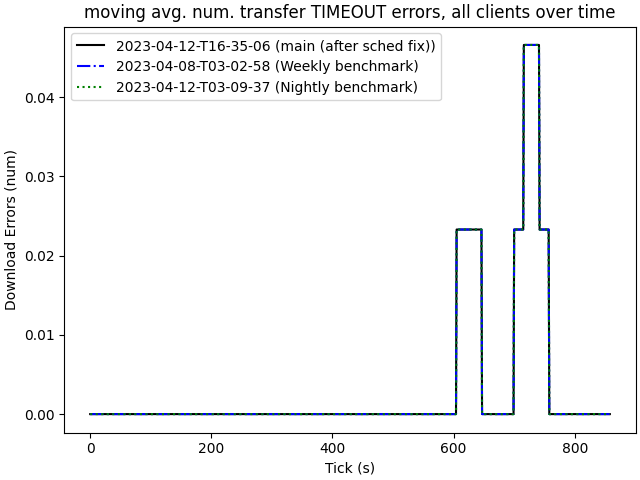 moving avg. num. transfer TIMEOUT errors, all clients over time
2023-04-12-T16-35-06 (main (after sched fix))
2023-04-08-T03-02-58 (Weekly benchmark)
2023-04-12-T03-09-37 (Nightly benchmark)
Download Errors (num)
0.04
0.03
0.02
0.01
0.00
0 200 400 600 800
Tick (s)